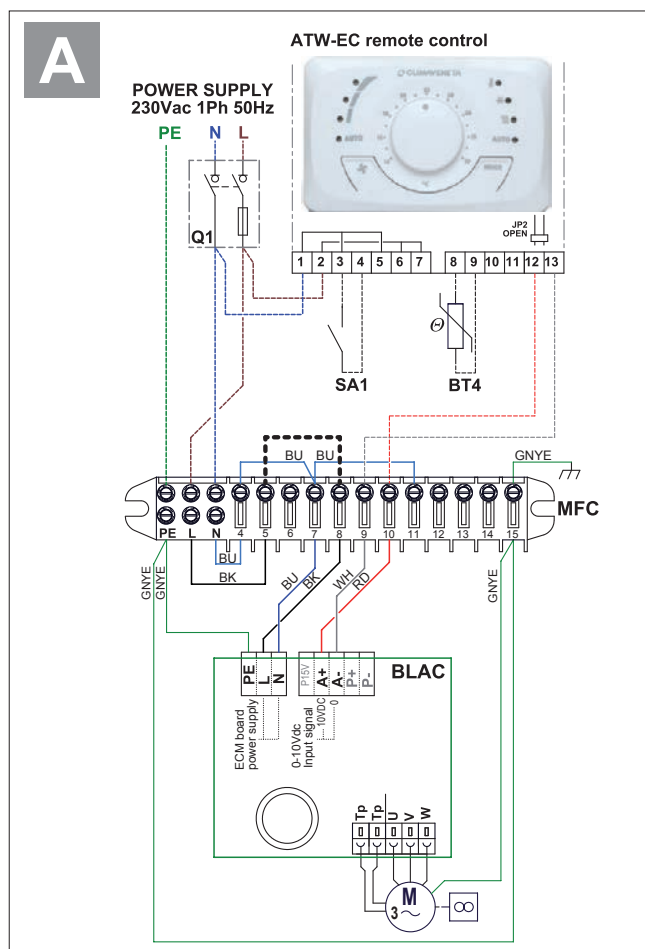 A
ATW-EC remote control
POWER SUPPLY
230Vac 1Ph 50Hz
PE N L
CLIMAVENETA
AUTO AUTO
MODE
°C
JP2
OPEN
Q1
1 2 3 4 5 6 7 8 9 10 11 12 13
Θ
SA1 BT4
BU BU GNYE
MFC
PE L N 4 5 6 7 8 9 10 11 12 13 14 15
BU
BK
GNYE
GNYE
BU
BK
WH
RD
GNYE
PE
L
N
P15V
A+
A-
P+
P-
BLAC
ECM board
power supply
0-10Vdc
Input signal
10VDC
0
Tp
Tp
U
V
W
M
3 ~